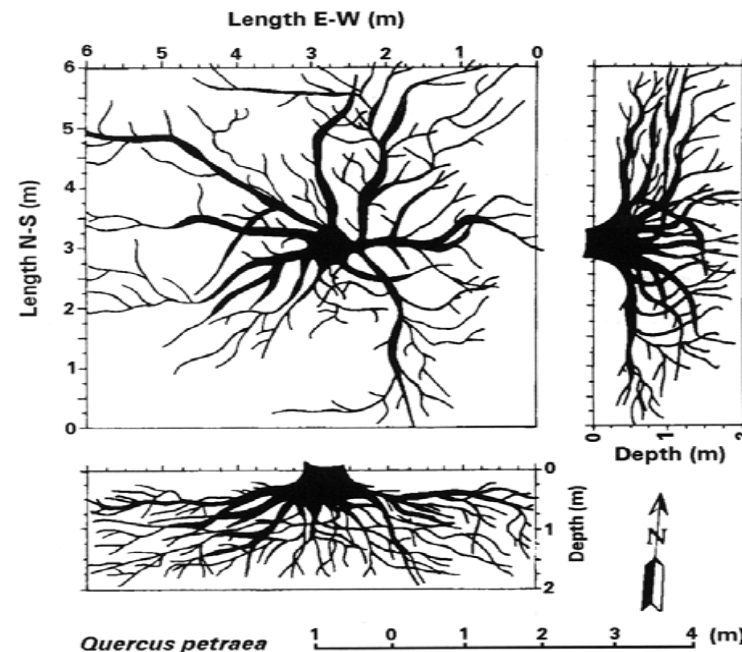 Length E-W (m)
6 5 4 3 2 1 0
Length N-S (m)
6
5
4
3
2
1
0
0 1 2
Depth (m)
0
1
2
Depth (m)
N
Quercus petraea 1 0 1 2 3 4 (m)